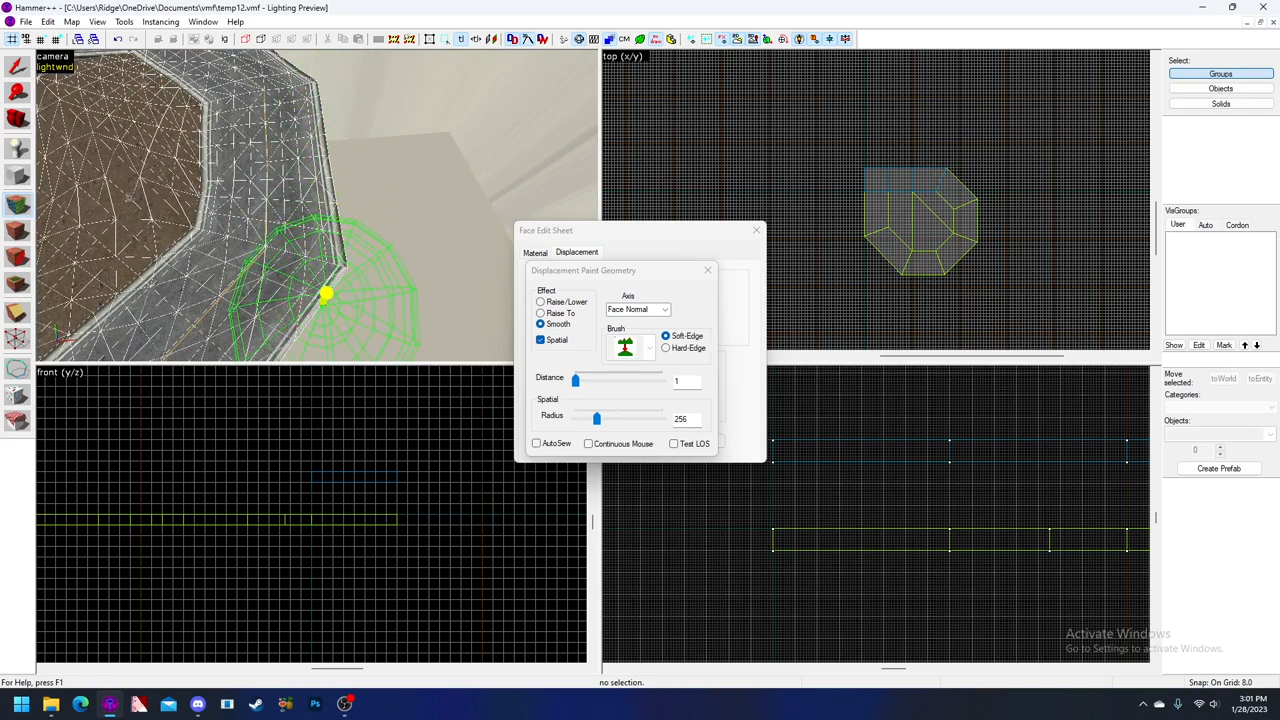 Hammer++ - [C:\Users\Ridge\OneDrive\Documents\vmf\temp12.vmf - Lighting Preview]
File Edit View Map Tools Instancing Window Help
camera
lightwnd
top (x/y)
front (y/z)
Face Edit Sheet
Material
Displacement
Displacement Paint Geometry
Effect
Raise/Lower
Raise To
Smooth
Spatial
Axis
Face Normal
Brush
Soft-Edge
Hard-Edge
Distance
1
Spatial
Radius
256
AutoSew
Continuous Mouse
Test LOS
Select:
Groups
Objects
Solids
VisGroups:
User
Auto
Cordon
Show
Edit
Mark
Move
selected:
toWorld
toEntity
Categories:
Objects:
0
Create Prefab
Activate Windows
Go to Settings to activate Windows.
For Help, press F1
no selection.
Snap: On Grid: 8.0
3:01 PM
1/28/2023